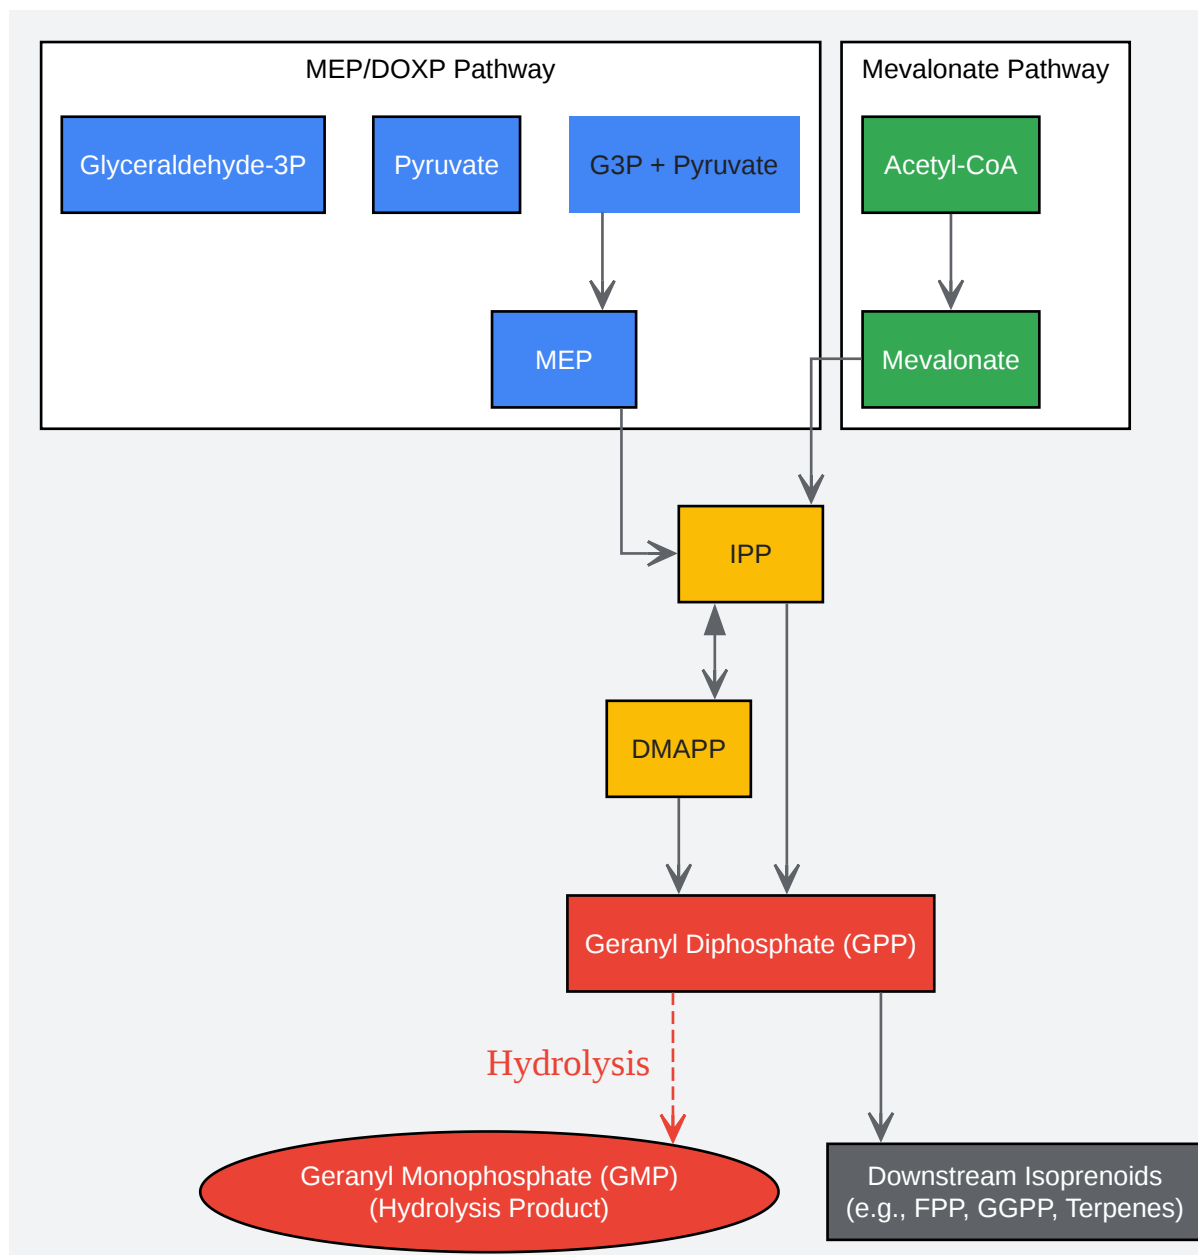 MEP/DOXP Pathway
Mevalonate Pathway
Glyceraldehyde-3P
Pyruvate
G3P + Pyruvate
Acetyl-CoA
MEP
Mevalonate
IPP
DMAPP
Geranyl Diphosphate (GPP)
Hydrolysis
Geranyl Monophosphate (GMP)
(Hydrolysis Product)
Downstream Isoprenoids
(e.g., FPP, GGPP, Terpenes)